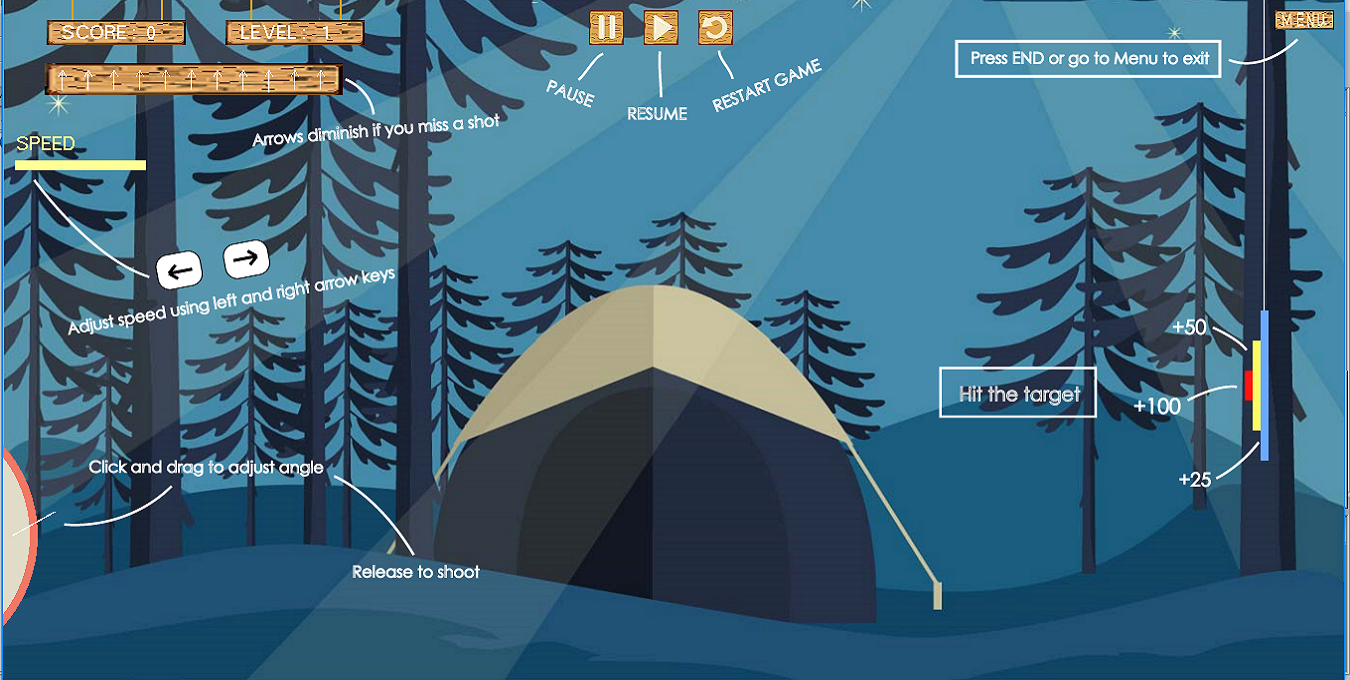 SCORE: 0
LEVEL: 1
MENU
Press END or go to Menu to exit
PAUSE
RESUME
RESTART GAME
Arrows diminish if you miss a shot
SPEED
Adjust speed using left and right arrow keys
+50
Hit the target
+100
+25
Click and drag to adjust angle
Release to shoot